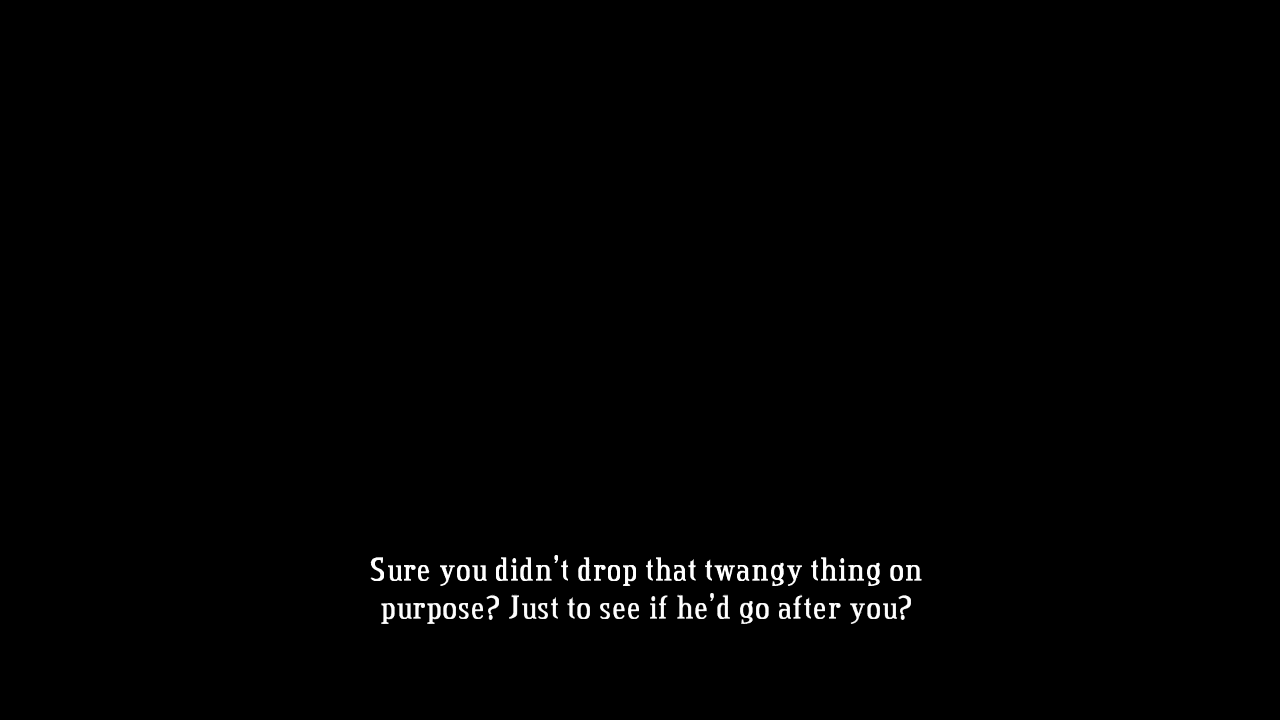 Sure you didn't drop that twangy thing on
purpose? Just to see if he'd go after you?